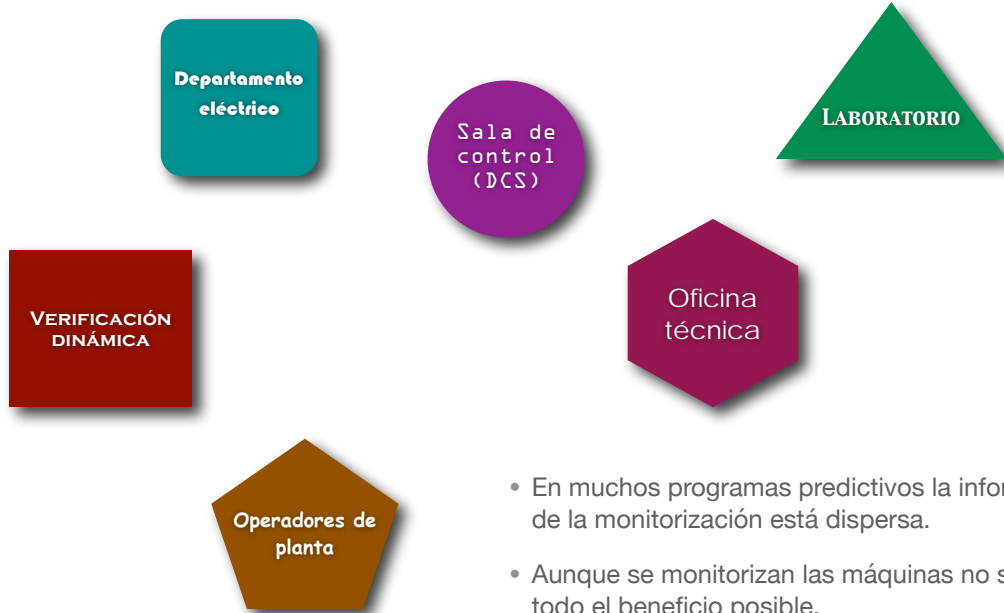 Departamento
eléctrico
Sala de
control
(DCS)
LABORATORIO
VERIFICACIÓN
DINÁMICA
Oficina
técnica
Operadores de
planta
• En muchos programas predictivos la
de la monitorización está dispersa.
• Aunque se monitorizan las máquinas no
todo el beneficio posible.